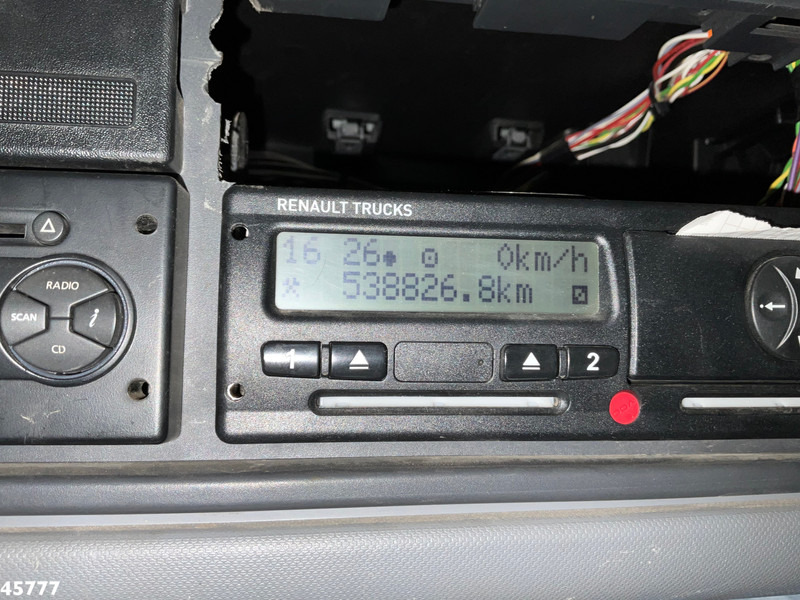 RENAULT TRUCKS
16 26 0km/h
538826.8km
RADIO
SCAN i
CD
1 2
45777